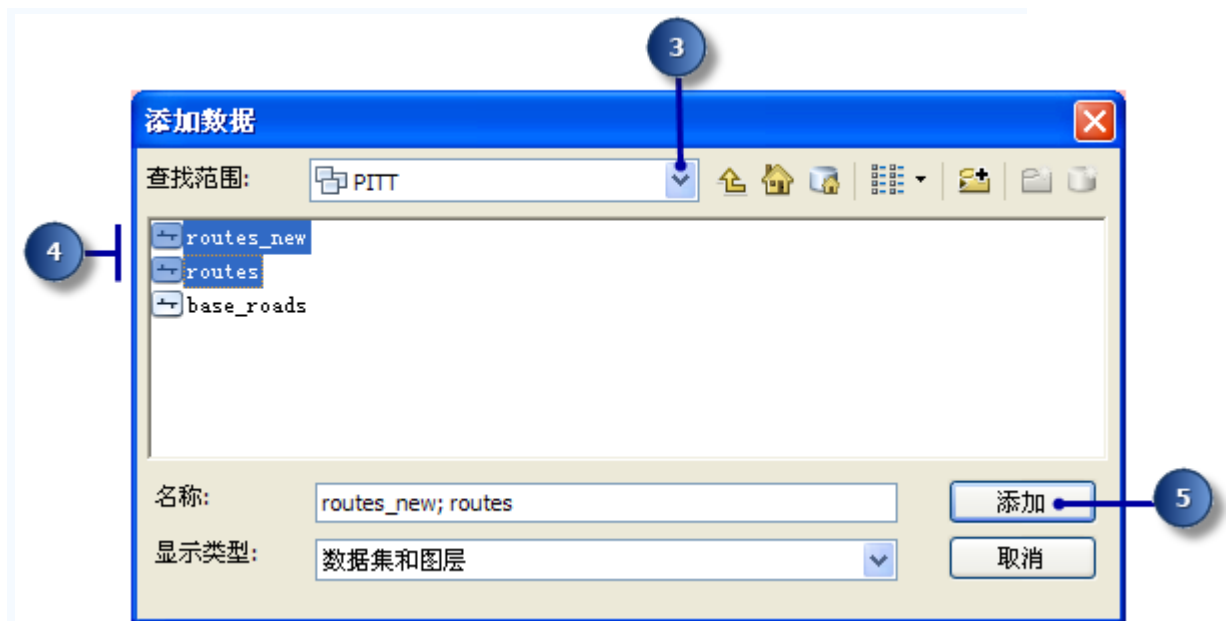 3
添加数据
查找范围: PITT
4
routes_new
routes
base_roads
名称: routes_new; routes 添加 5
显示类型: 数据集和图层 取消